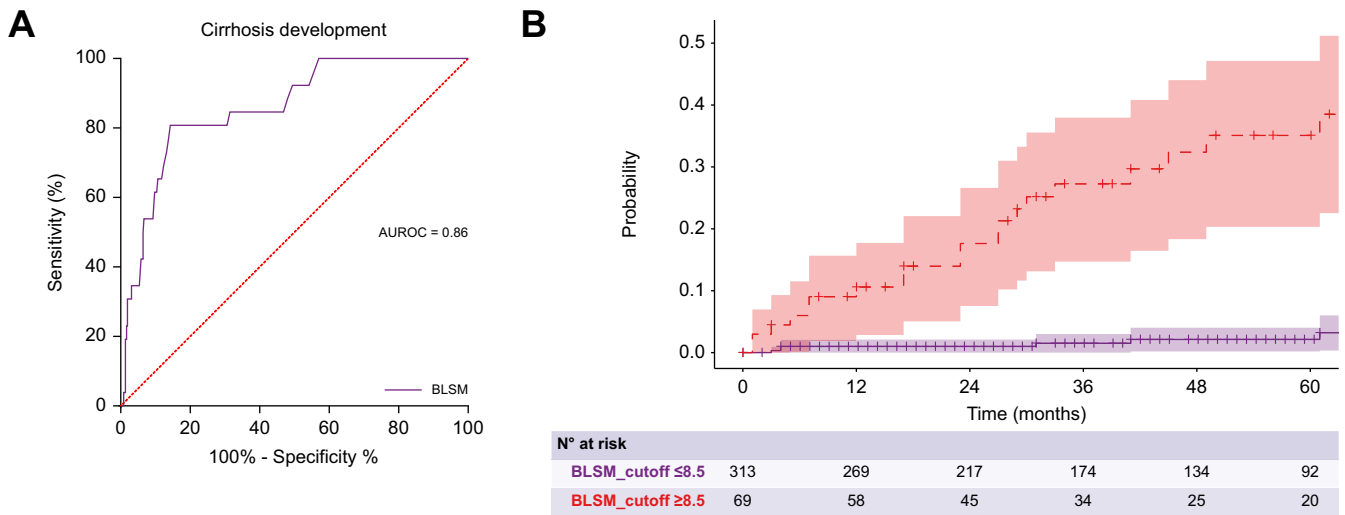 A
Cirrhosis development
Sensitivity (%)
100
80
60
40
20
0
AUROC = 0.86
BLSM
0 20 40 60 80 100
100% - Specificity %
B
Probability
0.5
0.4
0.3
0.2
0.1
0.0
0 12 24 36 48 60
Time (months)
N° at risk
BLSM_cutoff ≤8.5 313 269 217 174 134 92
BLSM_cutoff ≥8.5 69 58 45 34 25 20